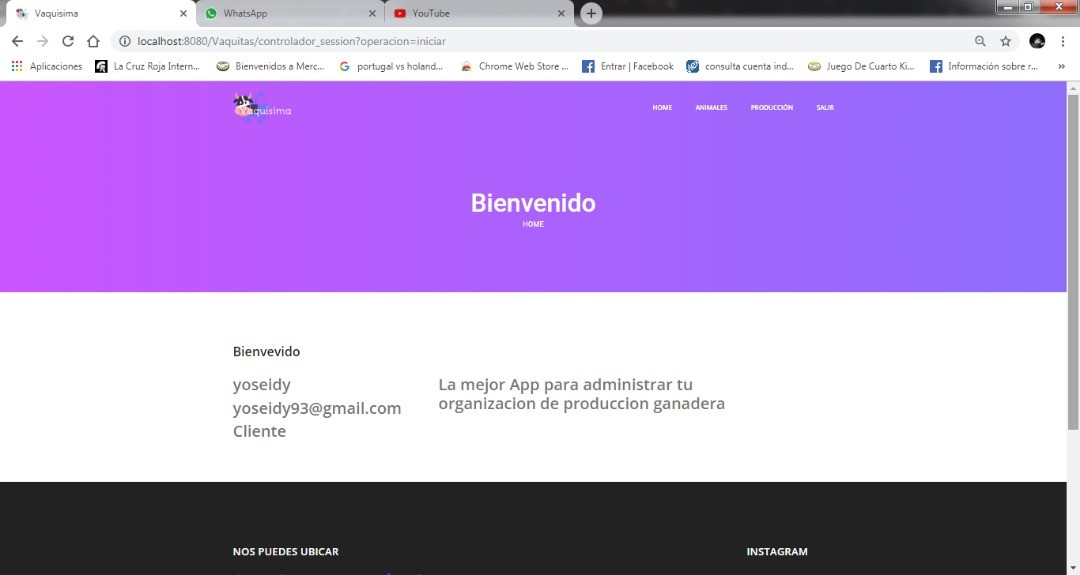 Vaquisima
WhatsApp
YouTube
localhost:8080/Vaquitas/controlador_session?operacion=iniciar
Aplicaciones
La Cruz Roja Intern...
Bienvenidos a Merc...
portugal vs holand...
Chrome Web Store ...
Entrar | Facebook
consulta cuenta ind...
Juego De Cuarto Ki...
Información sobre r...
»
Vaquisima
HOME
ANIMALES
PRODUCCIÓN
SALIR
Bienvenido
HOME
Bienvevido
yoseidy
yoseidy93@gmail.com
Cliente
La mejor App para administrar tu
organizacion de produccion ganadera
NOS PUEDES UBICAR
INSTAGRAM